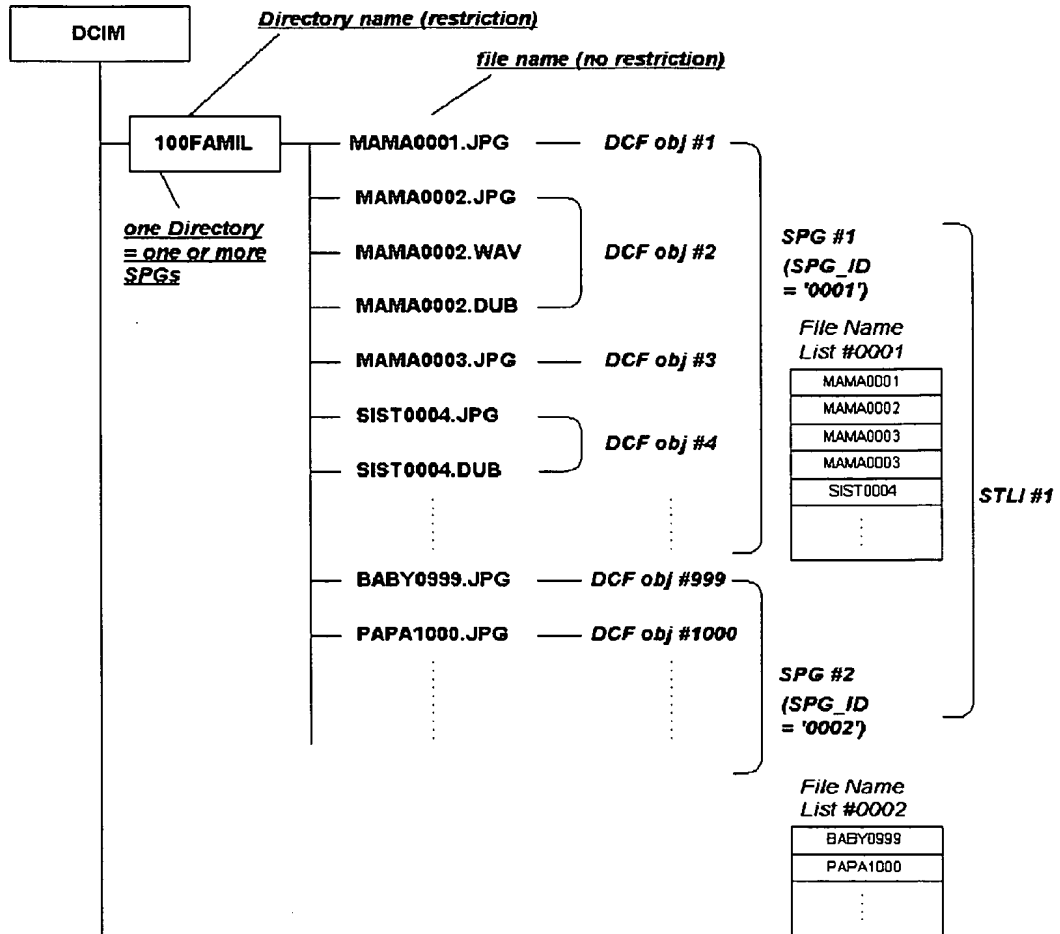 DCIM
Directory name (restriction)
file name (no restriction)
100FAMIL
one Directory
= one or more
SPGs
MAMA0001.JPG
DCF obj #1
MAMA0002.JPG
MAMA0002.WAV
DCF obj #2
MAMA0002.DUB
MAMA0003.JPG
DCF obj #3
SIST0004.JPG
DCF obj #4
SIST0004.DUB
BABY0999.JPG
DCF obj #999
PAPA1000.JPG
DCF obj #1000
SPG #1
(SPG_ID
= '0001')
File Name
List #0001
MAMA0001
MAMA0002
MAMA0003
MAMA0003
SIST0004
STLI #1
SPG #2
(SPG_ID
= '0002')
File Name
List #0002
BABY0999
PAPA1000